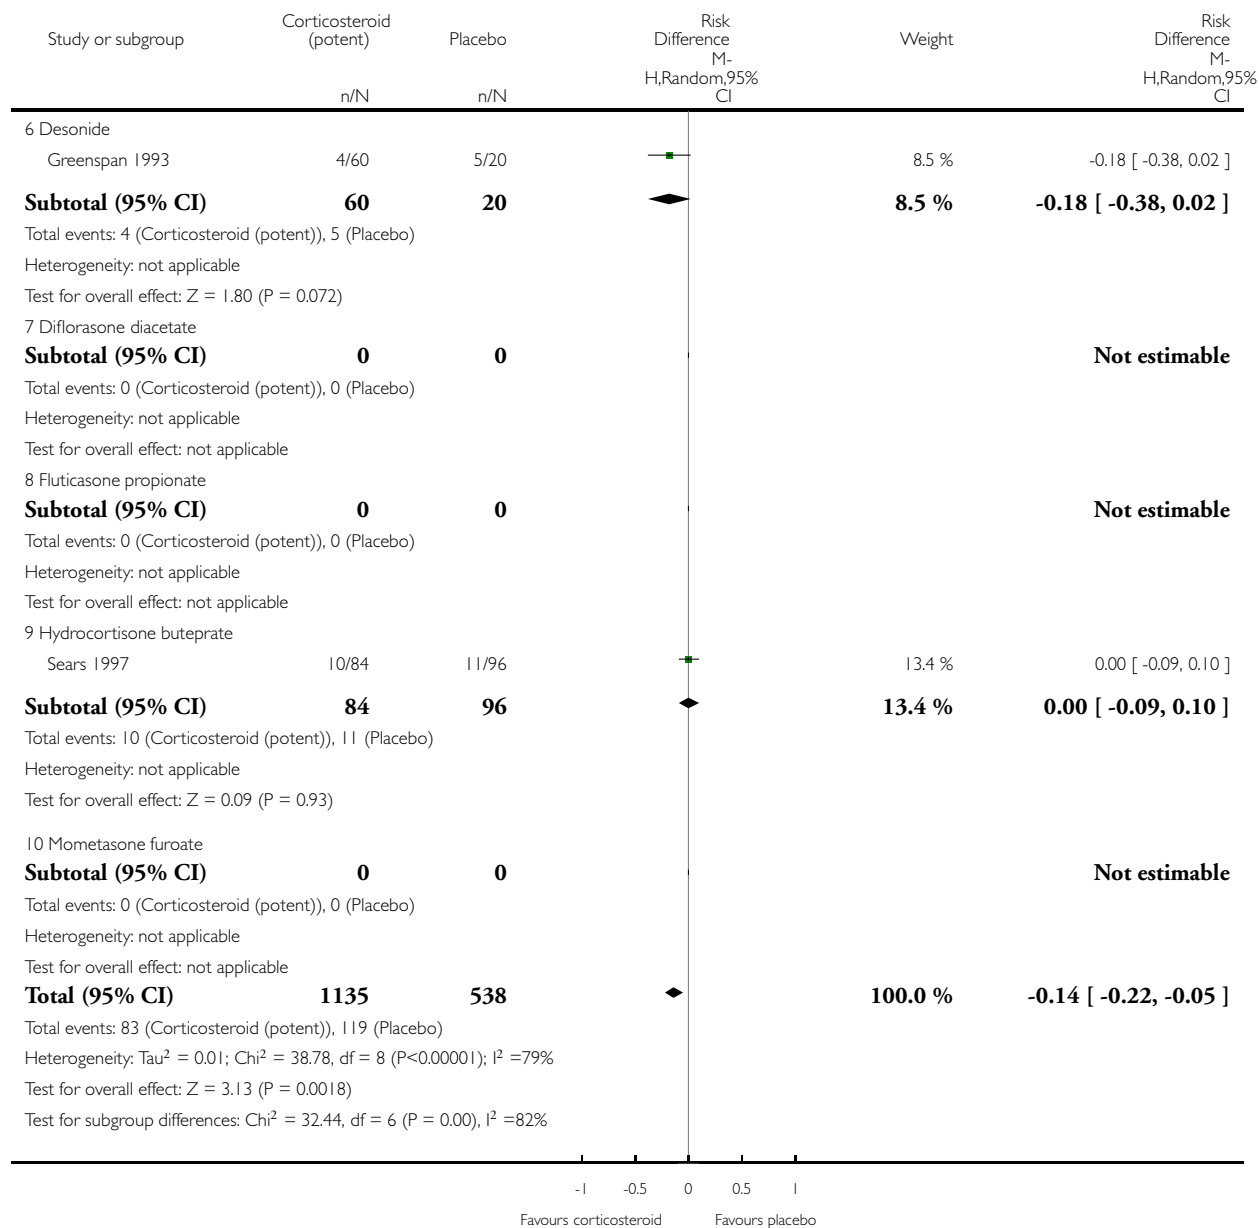 Study or subgroup Corticosteroid (potent) Placebo Risk Difference Weight Risk Difference
M-H,Random,95% CI M-H,Random,95% CI
n/N n/N
6 Desonide
Greenspan 1993 4/60 5/20 8.5 % -0.18 [ -0.38, 0.02 ]
Subtotal (95% CI) 60 20 8.5 % -0.18 [ -0.38, 0.02 ]
Total events: 4 (Corticosteroid (potent)), 5 (Placebo)
Heterogeneity: not applicable
Test for overall effect: Z = 1.80 (P = 0.072)
7 Diflorasone diacetate
Subtotal (95% CI) 0 0 Not estimable
Total events: 0 (Corticosteroid (potent)), 0 (Placebo)
Heterogeneity: not applicable
Test for overall effect: not applicable
8 Fluticasone propionate
Subtotal (95% CI) 0 0 Not estimable
Total events: 0 (Corticosteroid (potent)), 0 (Placebo)
Heterogeneity: not applicable
Test for overall effect: not applicable
9 Hydrocortisone buteprate
Sears 1997 10/84 11/96 13.4 % 0.00 [ -0.09, 0.10 ]
Subtotal (95% CI) 84 96 13.4 % 0.00 [ -0.09, 0.10 ]
Total events: 10 (Corticosteroid (potent)), 11 (Placebo)
Heterogeneity: not applicable
Test for overall effect: Z = 0.09 (P = 0.93)
10 Mometasone furoate
Subtotal (95% CI) 0 0 Not estimable
Total events: 0 (Corticosteroid (potent)), 0 (Placebo)
Heterogeneity: not applicable
Test for overall effect: not applicable
Total (95% CI) 1135 538 100.0 % -0.14 [ -0.22, -0.05 ]
Total events: 83 (Corticosteroid (potent)), 119 (Placebo)
Heterogeneity: Tau² = 0.01; Chi² = 38.78, df = 8 (P<0.00001); I² =79%
Test for overall effect: Z = 3.13 (P = 0.0018)
Test for subgroup differences: Chi² = 32.44, df = 6 (P = 0.00), I² =82%
-1 -0.5 0 0.5 1
Favours corticosteroid Favours placebo